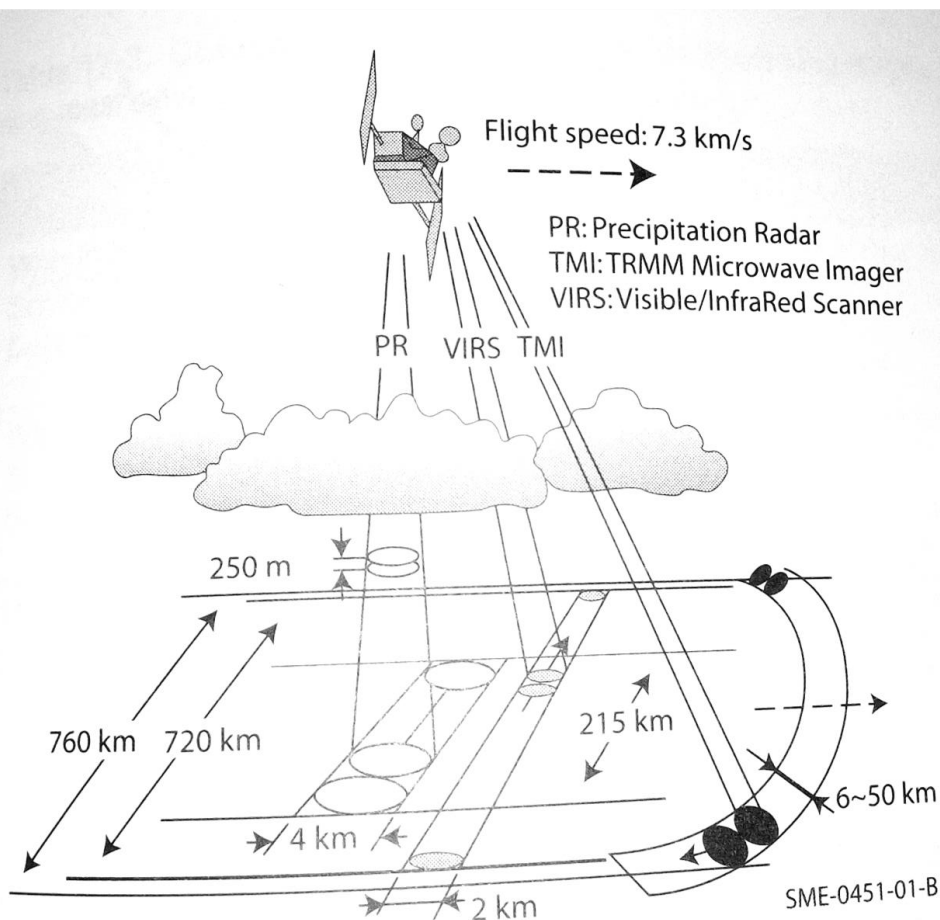 Flight speed: 7.3 km/s
PR: Precipitation Radar
TMI: TRMM Microwave Imager
VIRS: Visible/InfraRed Scanner
PR VIRS TMI
250 m
760 km 720 km 215 km
6~50 km
4 km
2 km
SME-0451-01-B